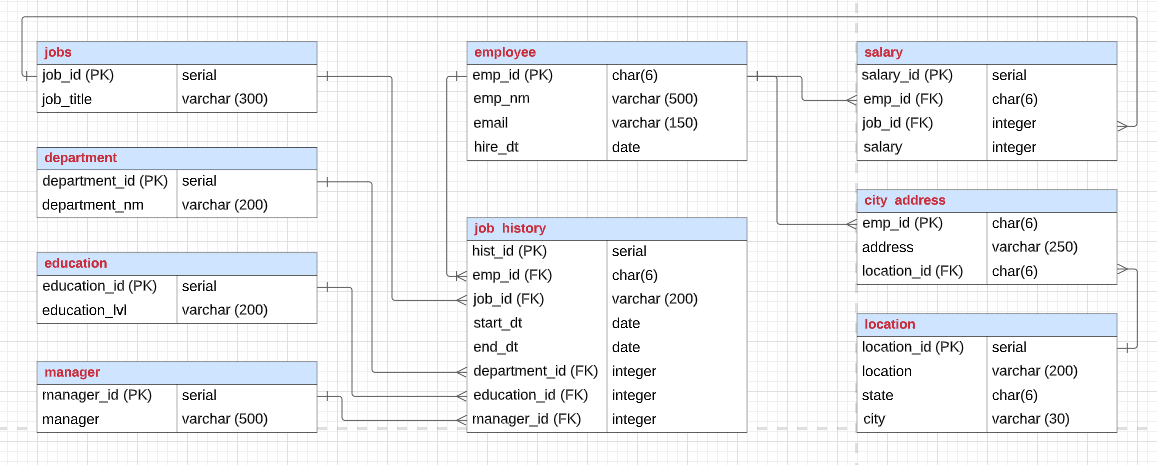 jobs
job_id (PK) serial
job_title varchar (300)
department
department_id (PK) serial
department_nm varchar (200)
education
education_id (PK) serial
education_lvl varchar (200)
manager
manager_id (PK) serial
manager varchar (500)
employee
emp_id (PK) char(6)
emp_nm varchar (500)
email varchar (150)
hire_dt date
job_history
hist_id (PK) serial
emp_id (FK) char(6)
job_id (FK) varchar (200)
start_dt date
end_dt date
department_id (FK) integer
education_id (FK) integer
manager_id (FK) integer
salary
salary_id (PK) serial
emp_id (FK) char(6)
job_id (FK) integer
salary integer
city_address
emp_id (PK) char(6)
address varchar (250)
location_id (FK) char(6)
location
location_id (PK) serial
location varchar (200)
state char(6)
city varchar (30)